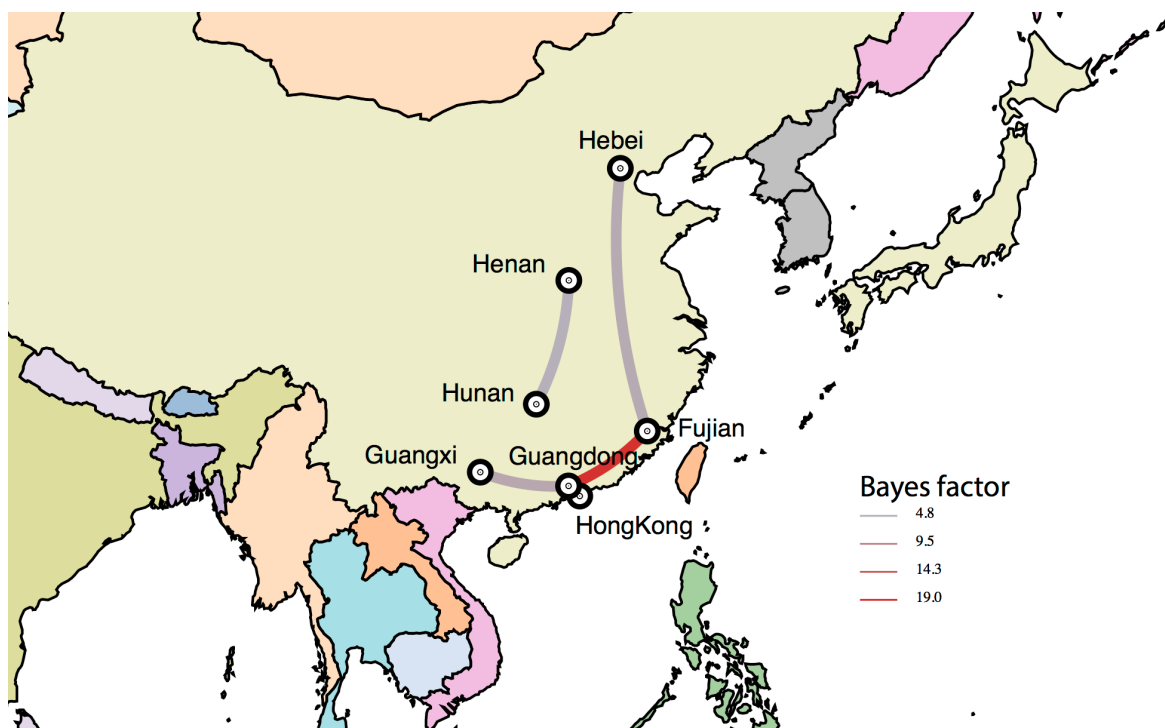 Hebei
Henan
Hunan
Guangxi
Guangdong
Fujian
HongKong
Bayes factor
4.8
9.5
14.3
19.0